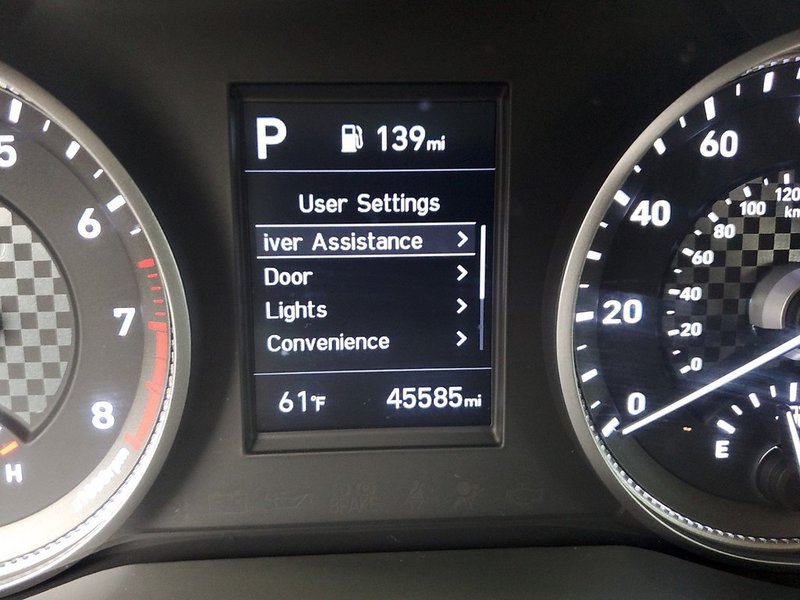 P 139mi
User Settings
iver Assistance
Door
Lights
Convenience
61°F 45585mi
5
6
7
8
H
60
40
20
0
120
100
80
60
40
20
0
km
E